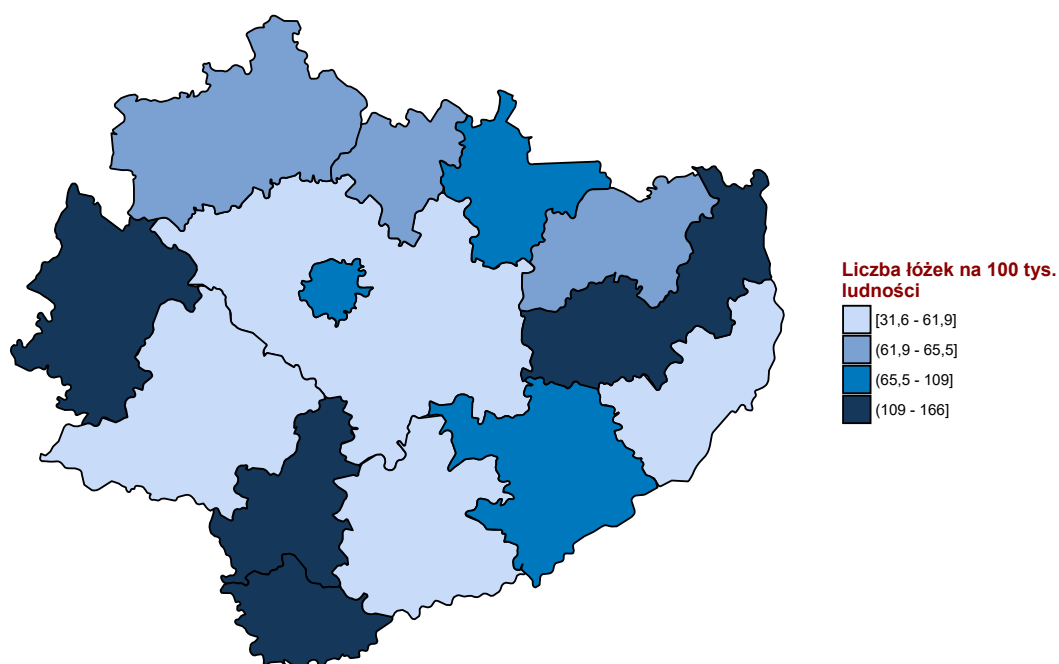 Liczba łóżek na 100 tys.
ludności
[31,6 - 61,9]
(61,9 - 65,5]
(65,5 - 109]
(109 - 166]